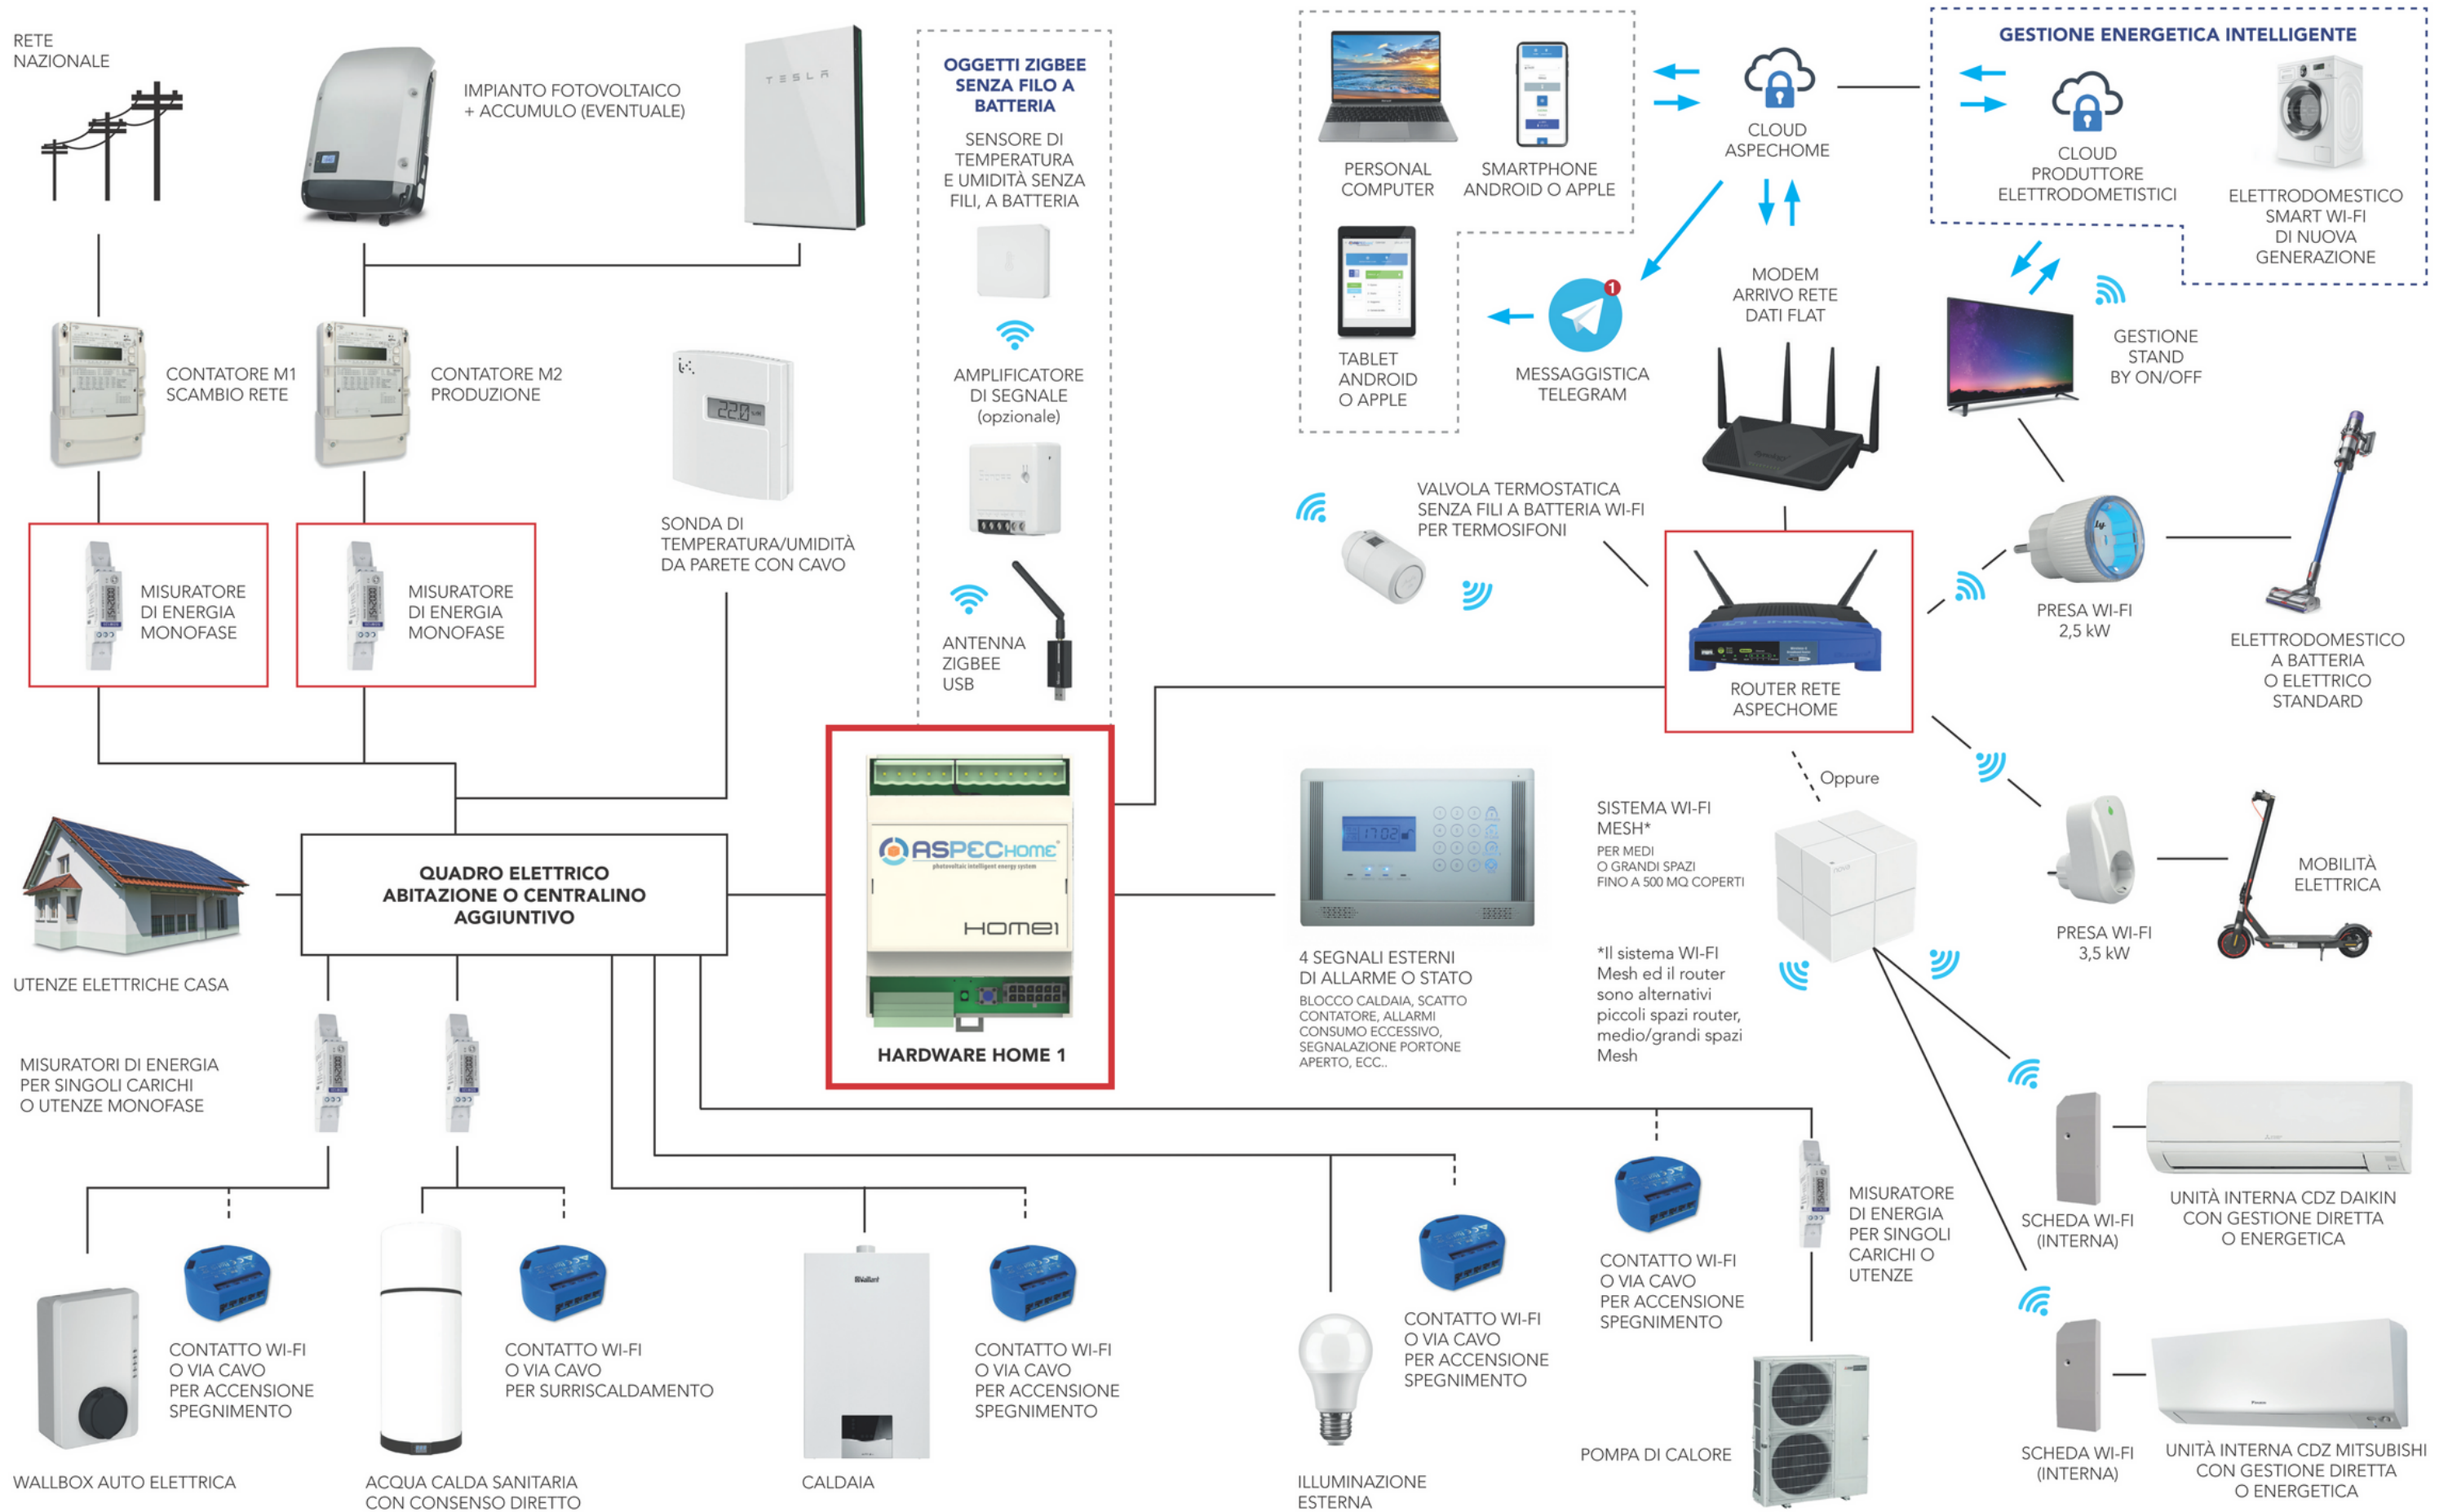 RETE
NAZIONALE
IMPIANTO FOTOVOLTAICO
+ ACCUMULO (EVENTUALE)
TESLA
CONTATORE M1
SCAMBIO RETE
CONTATORE M2
PRODUZIONE
MISURATORE
DI ENERGIA
MONOFASE
MISURATORE
DI ENERGIA
MONOFASE
22.0
SONDA DI
TEMPERATURA/UMIDITÀ
DA PARETE CON CAVO
OGGETTI ZIGBEE
SENZA FILO A
BATTERIA
SENSORE DI
TEMPERATURA
E UMIDITÀ SENZA
FILI, A BATTERIA
AMPLIFICATORE
DI SEGNALE
(opzionale)
ANTENNA
ZIGBEE
USB
PERSONAL
COMPUTER
SMARTPHONE
ANDROID O APPLE
TABLET
ANDROID
O APPLE
CLOUD
ASPECHOME
1
MESSAGGISTICA
TELEGRAM
MODEM
ARRIVO RETE
DATI FLAT
Synology
GESTIONE ENERGETICA INTELLIGENTE
CLOUD
PRODUTTORE
ELETTRODOMETISTICI
ELETTRODOMESTICO
SMART WI-FI
DI NUOVA
GENERAZIONE
GESTIONE
STAND
BY ON/OFF
VALVOLA TERMOSTATICA
SENZA FILI A BATTERIA WI-FI
PER TERMOSIFONI
LINKSYS
ROUTER RETE
ASPECHOME
PRESA WI-FI
2,5 kW
ELETTRODOMESTICO
A BATTERIA
O ELETTRICO
STANDARD
Oppure
SISTEMA WI-FI
MESH*
PER MEDI
O GRANDI SPAZI
FINO A 500 MQ COPERTI
nova
*Il sistema WI-FI
Mesh ed il router
sono alternativi
piccoli spazi router,
medio/grandi spazi
Mesh
PRESA WI-FI
3,5 kW
MOBILITÀ
ELETTRICA
UTENZE ELETTRICHE CASA
QUADRO ELETTRICO
ABITAZIONE O CENTRALINO
AGGIUNTIVO
ASPECHOME
photovoltaic intelligent energy system
HOME1
HARDWARE HOME 1
17:02
4 SEGNALI ESTERNI
DI ALLARME O STATO
BLOCCO CALDAIA, SCATTO
CONTATORE, ALLARMI
CONSUMO ECCESSIVO,
SEGNALAZIONE PORTONE
APERTO, ECC..
MISURATORI DI ENERGIA
PER SINGOLI CARICHI
O UTENZE MONOFASE
CONTATTO WI-FI
O VIA CAVO
PER ACCENSIONE
SPEGNIMENTO
WALLBOX AUTO ELETTRICA
CONTATTO WI-FI
O VIA CAVO
PER SURRISCALDAMENTO
ACQUA CALDA SANITARIA
CON CONSENSO DIRETTO
Vaillant
CALDAIA
CONTATTO WI-FI
O VIA CAVO
PER ACCENSIONE
SPEGNIMENTO
ILLUMINAZIONE
ESTERNA
CONTATTO WI-FI
O VIA CAVO
PER ACCENSIONE
SPEGNIMENTO
CONTATTO WI-FI
O VIA CAVO
PER ACCENSIONE
SPEGNIMENTO
MISURATORE
DI ENERGIA
PER SINGOLI
CARICHI O
UTENZE
POMPA DI CALORE
SCHEDA WI-FI
(INTERNA)
UNITÀ INTERNA CDZ DAIKIN
CON GESTIONE DIRETTA
O ENERGETICA
SCHEDA WI-FI
(INTERNA)
UNITÀ INTERNA CDZ MITSUBISHI
CON GESTIONE DIRETTA
O ENERGETICA